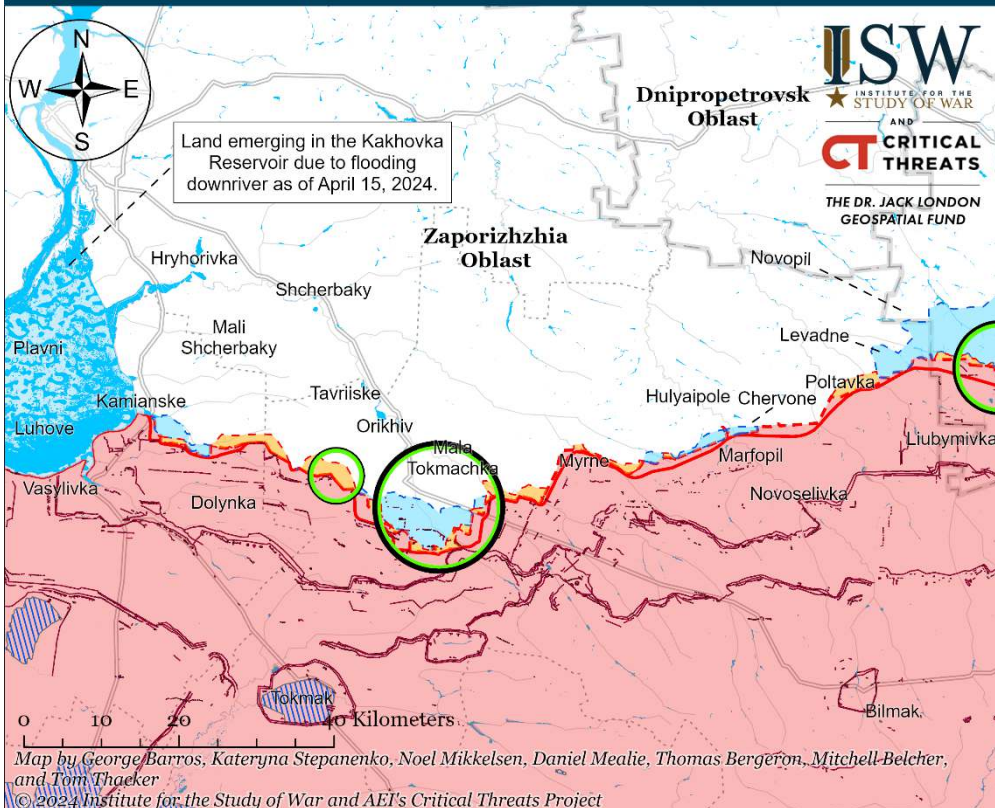 N
W E
S
ISW
INSTITUTE FOR THE
STUDY OF WAR
AND
CT CRITICAL
THREATS
THE DR. JACK LONDON
GEOSPATIAL FUND
Dnipropetrovsk
Oblast
Land emerging in the Kakhovka
Reservoir due to flooding
downriver as of April 15, 2024.
Zaporizhzhia
Oblast
Hryhorivka
Novopil
Shcherbaky
Mali
Shcherbaky
Levadne
Plavni
Poltavka
Tavriiske
Hulyaipole
Chervone
Kamianske
Orikhiv
Luhove
Mala
Tokmachka
Myrne
Marfopil
Liubymivka
Vasylivka
Dolynka
Novoselivka
Tokmak
Bilmak
0 10 20 40 Kilometers
Map by George Barros, Kateryna Stepanenko, Noel Mikkelsen, Daniel Mealie, Thomas Bergeron, Mitchell Belcher,
and Tom Thacker
© 2024 Institute for the Study of War and AEI's Critical Threats Project